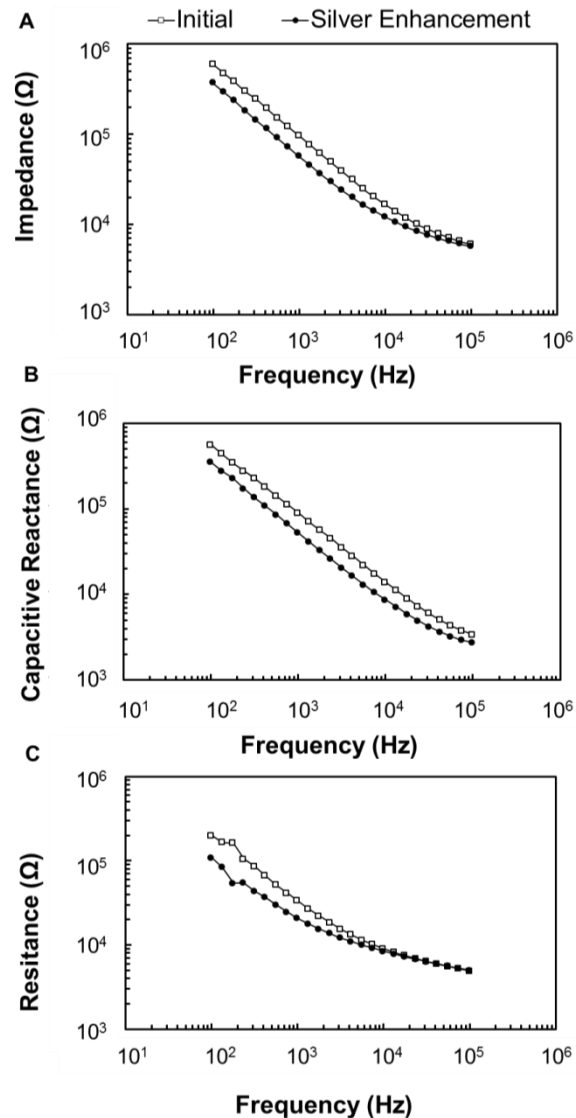 A
Initial Silver Enhancement
Impedance (Ω)
10⁶
10⁵
10⁴
10³
10¹ 10² 10³ 10⁴ 10⁵ 10⁶
Frequency (Hz)
B
Capacitive Reactance (Ω)
10⁶
10⁵
10⁴
10³
10¹ 10² 10³ 10⁴ 10⁵ 10⁶
Frequency (Hz)
C
Resitance (Ω)
10⁶
10⁵
10⁴
10³
10¹ 10² 10³ 10⁴ 10⁵ 10⁶
Frequency (Hz)